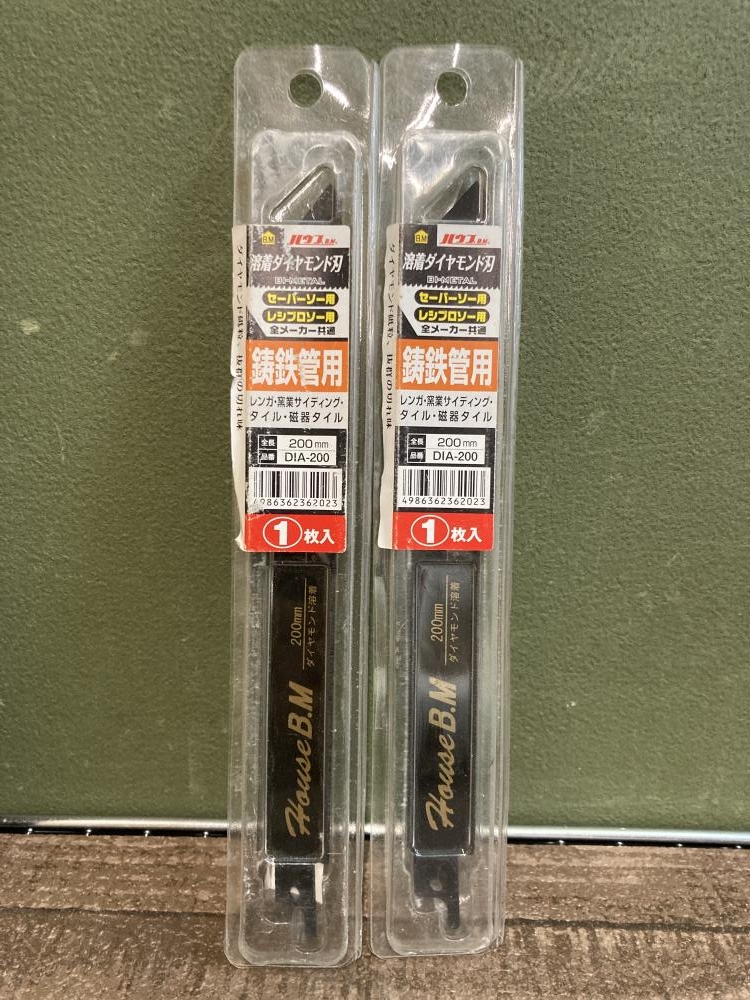 B.M ハウスB.M
溶着ダイヤモンド刃
BI-METAL
セーバーソー用
レシプロソー用
全メーカー共通
鋳鉄管用
レンガ・窯業サイディング・
タイル・磁器タイル
全長 200mm
品番 DIA-200
4986362362023
1枚入
200mm
ダイヤモンド溶着
House B.M
B.M ハウスB.M
溶着ダイヤモンド刃
BI-METAL
セーバーソー用
レシプロソー用
全メーカー共通
鋳鉄管用
レンガ・窯業サイディング・
タイル・磁器タイル
全長 200mm
品番 DIA-200
4986362362023
1枚入
200mm
ダイヤモンド溶着
House B.M